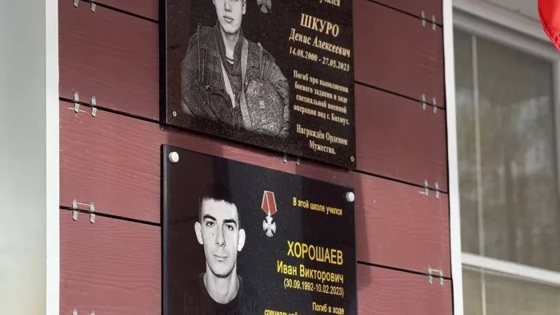 ШКУРО
Денис Алексеевич
14.08.2000 - 27.05.2023
Погиб при выполнении
боевого задания в ходе
специальной военной
операции под г. Бахмут.
Награждён Орденом
Мужества.
В этой школе учился
ХОРОШАЕВ
Иван Викторович
(30.09.1992-10.02.2023)
Погиб в ходе